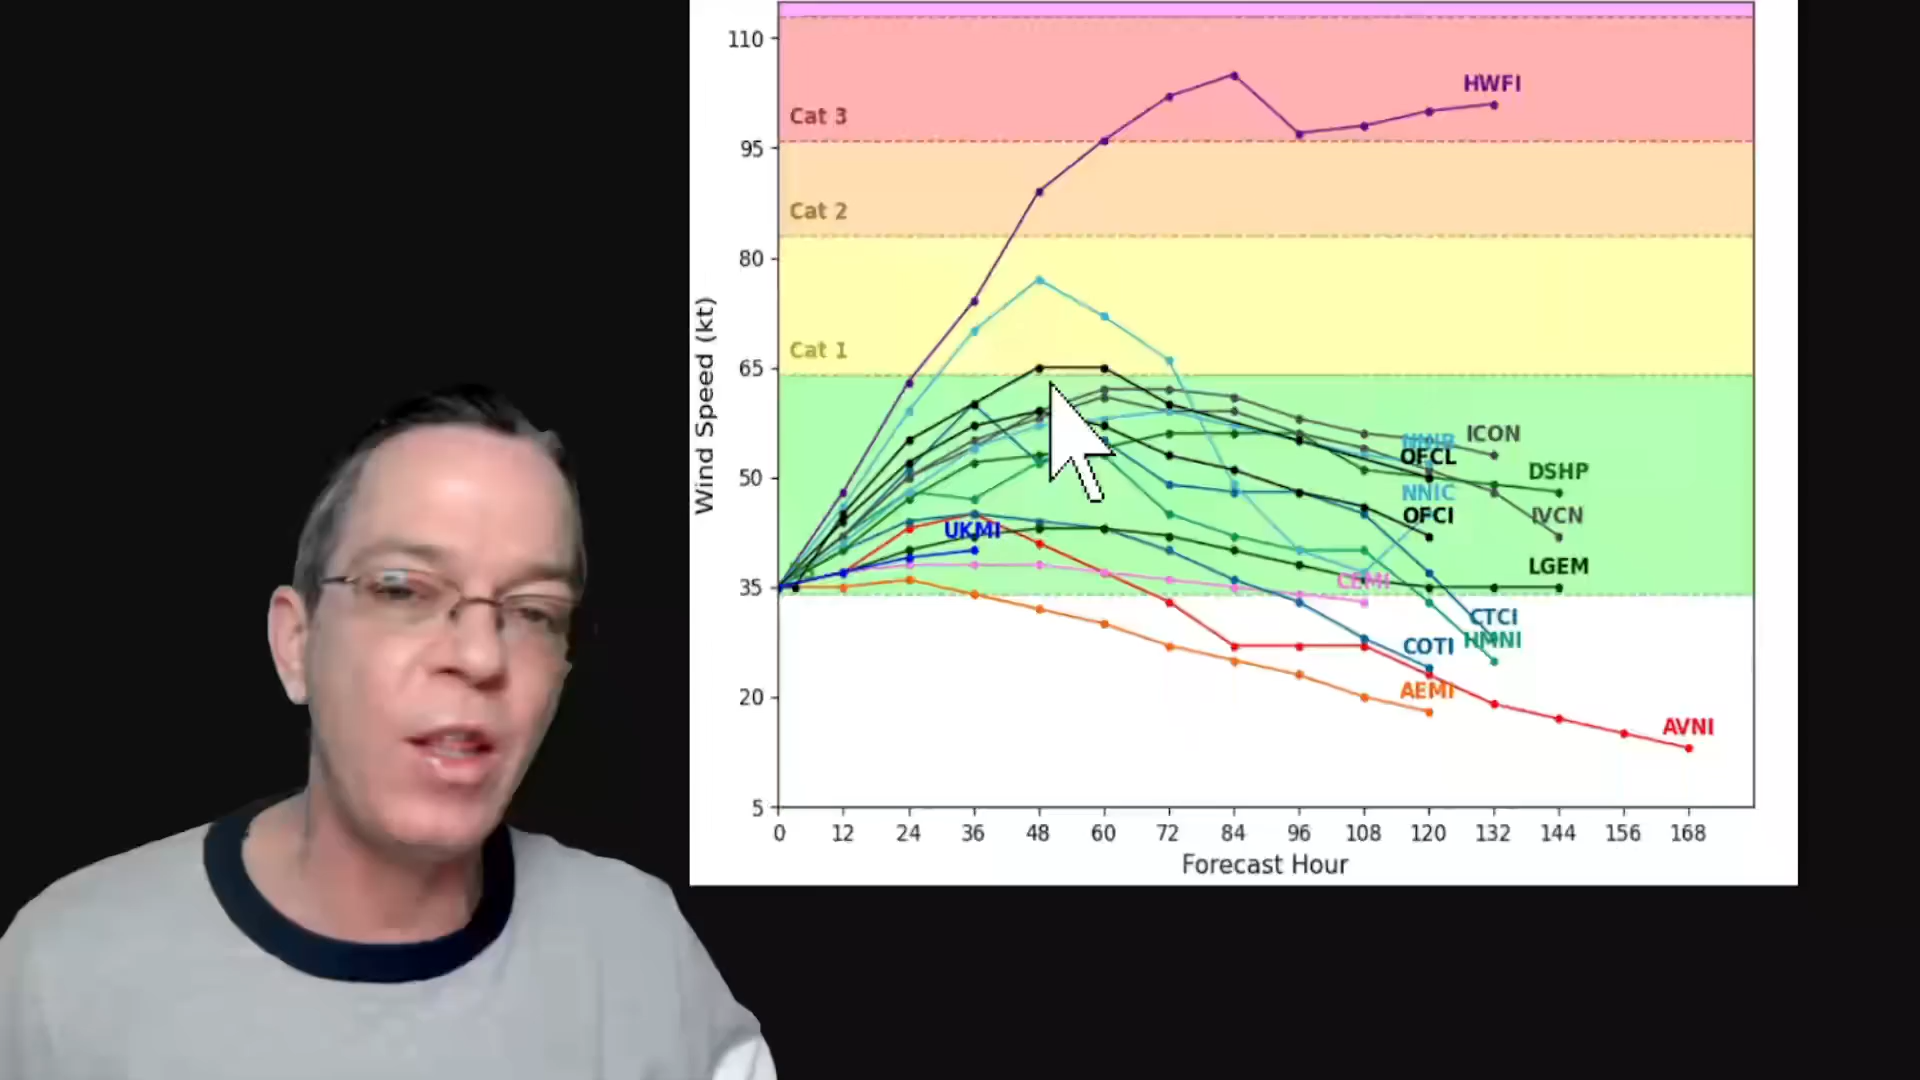 110
HWFI
Cat 3
95
Cat 2
80
Cat 1
65
Wind Speed (kt)
ICON
OFCL
50
DSHP
NNIC
UKMI
OFCI
IVCN
35
CEMI
LGEM
CTCI
COTI
HMNI
20
AEMI
AVNI
5
0 12 24 36 48 60 72 84 96 108 120 132 144 156 168
Forecast Hour